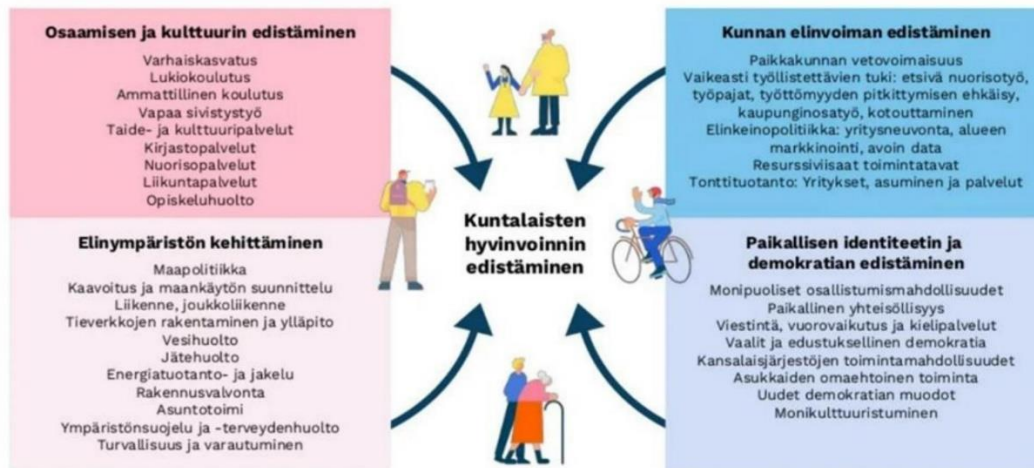 Osaamisen ja kulttuurin edistäminen
Varhaiskasvatus
Lukiokoulutus
Ammattillinen koulutus
Vapaa sivistystyö
Taide- ja kulttuuripalvelut
Kirjastopalvelut
Nuorisopalvelut
Liikuntapalvelut
Opiskeluhuolto
Kunnan elinvoiman edistäminen
Paikkakunnan vetovoimaisuus
Vaikeasti työllistettävien tuki: etsivä nuorisotyö,
työpajat, työttömyyden pitkittymisen ehkäisy,
kaupunginosatyö, kotouttaminen
Elinkeinopolitiikka: yritysneuvonta, alueen
markkinointi, avoin data
Resurssiviisaat toimintatavat
Tonttituotanto: Yritykset, asuminen ja palvelut
Kuntalaisten
hyvinvoinnin
edistäminen
Elinympäristön kehittäminen
Maapolitiikka
Kaavoitus ja maankäytön suunnittelu
Liikenne, joukkoliikenne
Tieverkkojen rakentaminen ja ylläpito
Vesihuolto
Jätehuolto
Energiatuotanto- ja jakelu
Rakennusvalvonta
Asuntotoimi
Ympäristönsuojelu ja -terveydenhuolto
Turvallisuus ja varautuminen
Paikallisen identiteetin ja
demokratian edistäminen
Monipuoliset osallistumismahdollisuudet
Paikallinen yhteisöllisyys
Viestintä, vuorovaikutus ja kielipalvelut
Vaalit ja edustuksellinen demokratia
Kansalaisjärjestöjen toimintamahdollisuudet
Asukkaiden omaehtoinen toiminta
Uudet demokratian muodot
Monikulttuuristuminen